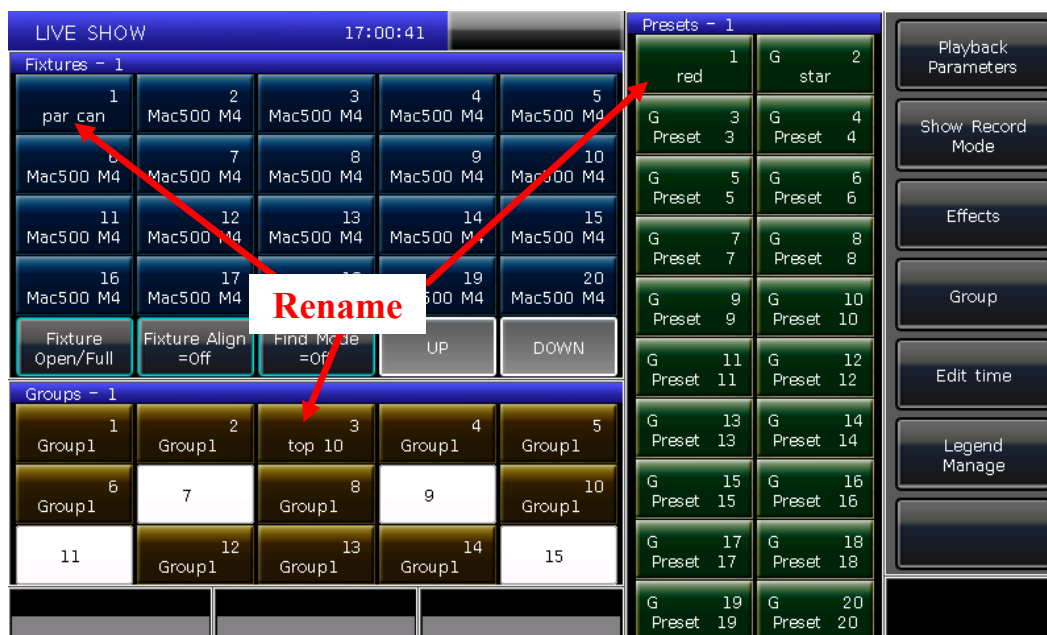 LIVE SHOW 17:00:41
Fixtures - 1
1 2 3 4 5
par can Mac500 M4 Mac500 M4 Mac500 M4 Mac500 M4
7 8 9 10
Mac500 M4 Mac500 M4 Mac500 M4 Mac500 M4 Mac500 M4
11 12 13 14 15
Mac500 M4 Mac500 M4 Mac500 M4 Mac500 M4 Mac500 M4
16 17 19 20
Mac500 M4 Mac500 M4 500 M4 Mac500 M4
Rename
Fixture Fixture Align Find Mode UP DOWN
Open/Full =Off =Off
Groups - 1
1 2 3 4 5
Group1 Group1 top 10 Group1 Group1
6 7 8 9 10
Group1 Group1 Group1
11 12 13 14 15
Group1 Group1 Group1
Presets - 1
1 G 2
red star
G 3 G 4
Preset 3 Preset 4
G 5 G 6
Preset 5 Preset 6
G 7 G 8
Preset 7 Preset 8
G 9 G 10
Preset 9 Preset 10
G 11 G 12
Preset 11 Preset 12
G 13 G 14
Preset 13 Preset 14
G 15 G 16
Preset 15 Preset 16
G 17 G 18
Preset 17 Preset 18
G 19 G 20
Preset 19 Preset 20
Playback
Parameters
Show Record
Mode
Effects
Group
Edit time
Legend
Manage